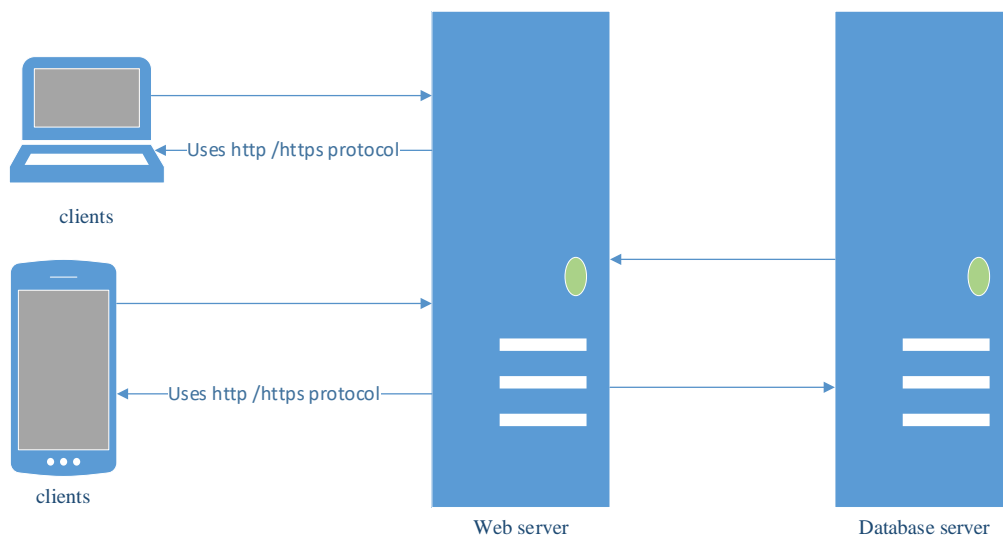 Uses http /https protocol
clients
Uses http /https protocol
clients
Web server
Database server